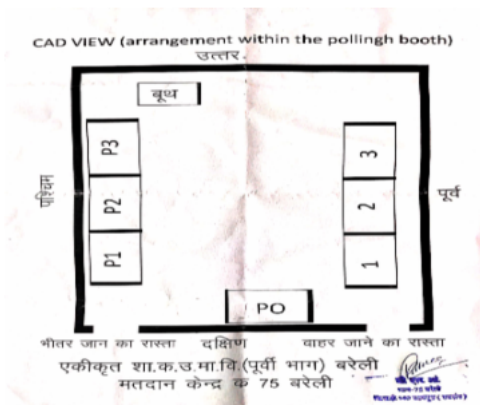 CAD VIEW (arrangement within the pollingh booth)
उत्तर
बूथ
P3
3
पश्चिम
P2
2
पूर्व
P1
1
PO
भीतर जान का रास्ता दक्षिण वाहर जाने का रास्ता
एकीकृत शा.क.उ.मा.वि.(पूर्वी भाग) बरेली
मतदान केन्द्र क 75 बरेली